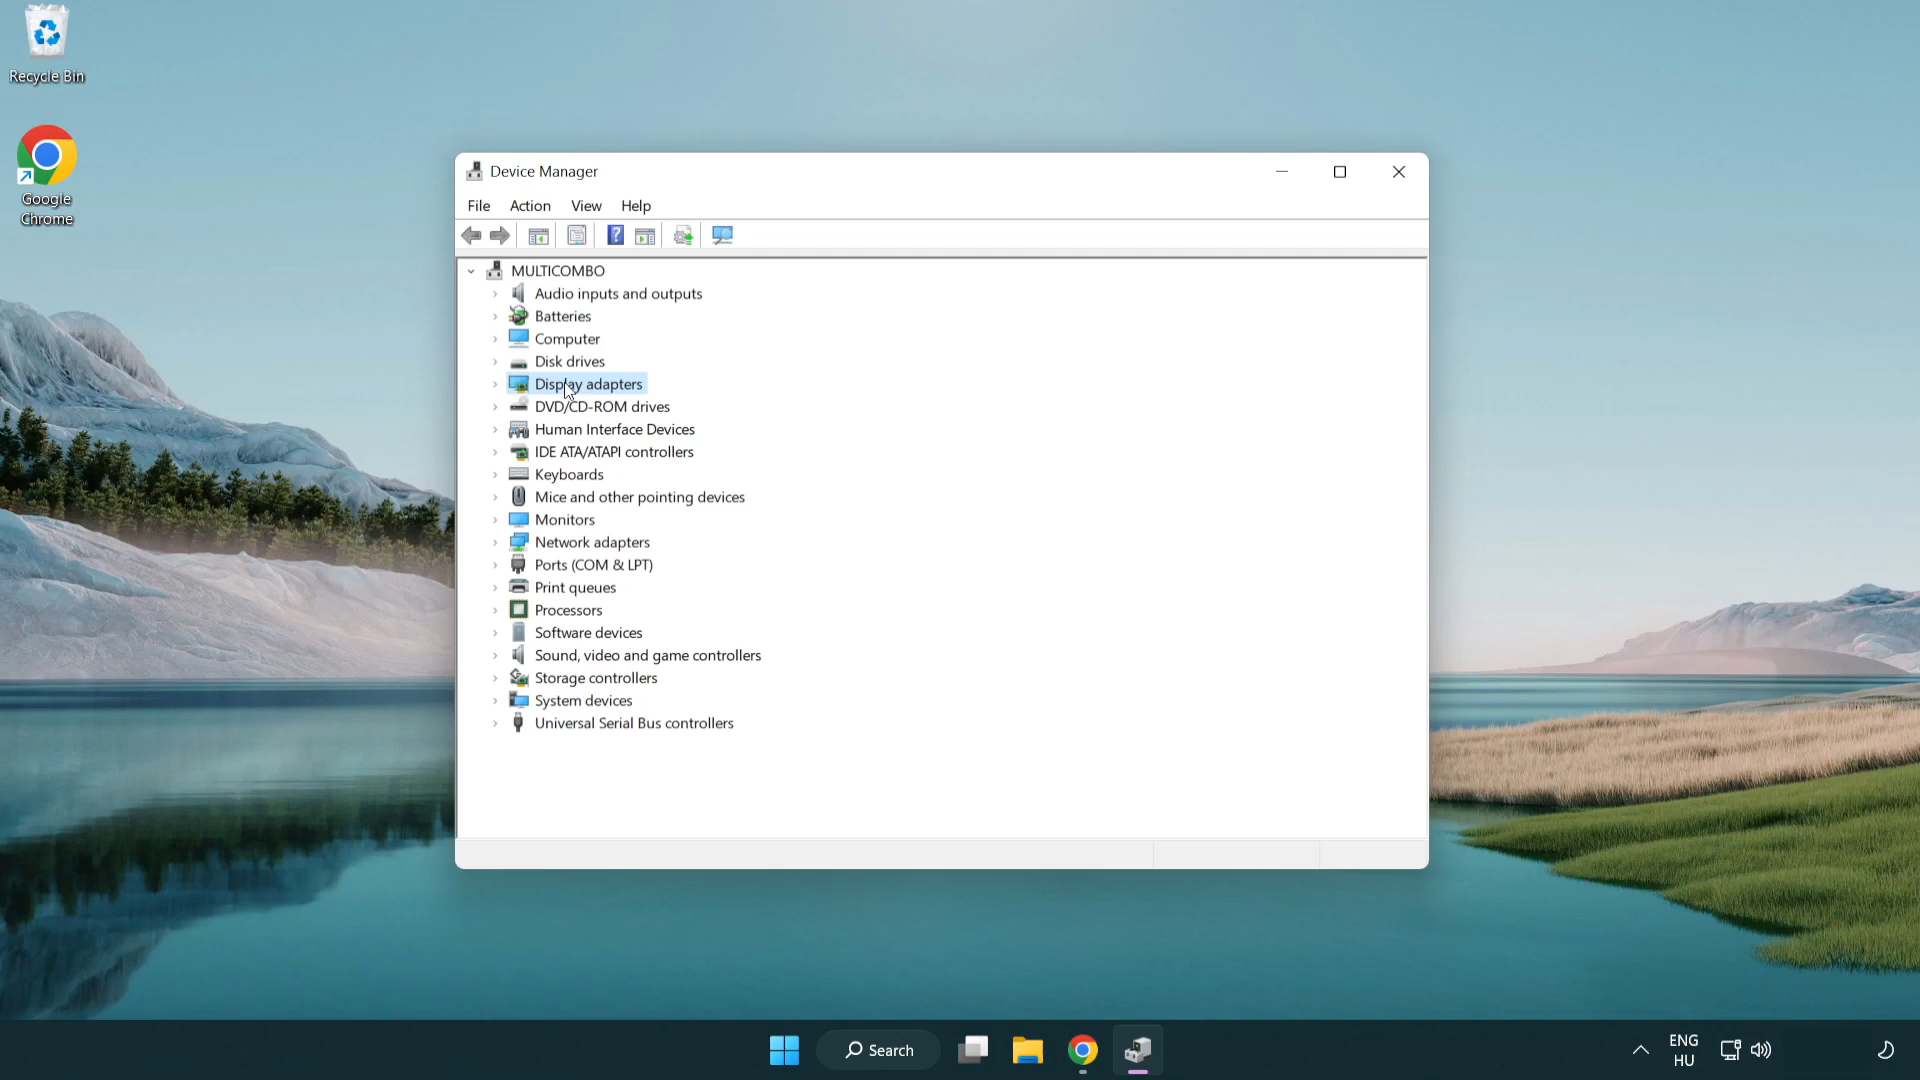 Recycle Bin
Google
Chrome
Device Manager
File Action View Help
MULTICOMBO
Audio inputs and outputs
Batteries
Computer
Disk drives
Display adapters
DVD/CD-ROM drives
Human Interface Devices
IDE ATA/ATAPI controllers
Keyboards
Mice and other pointing devices
Monitors
Network adapters
Ports (COM & LPT)
Print queues
Processors
Software devices
Sound, video and game controllers
Storage controllers
System devices
Universal Serial Bus controllers
Search
ENG
HU